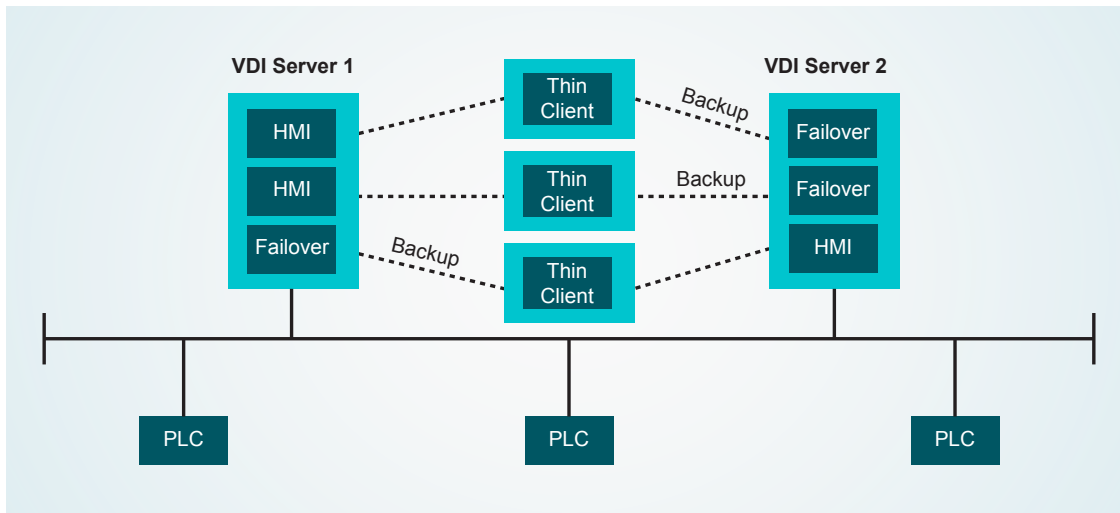 VDI Server 1
HMI
HMI
Failover
Thin
Client
Thin
Client
Thin
Client
Backup
Backup
Backup
VDI Server 2
Failover
Failover
HMI
PLC
PLC
PLC